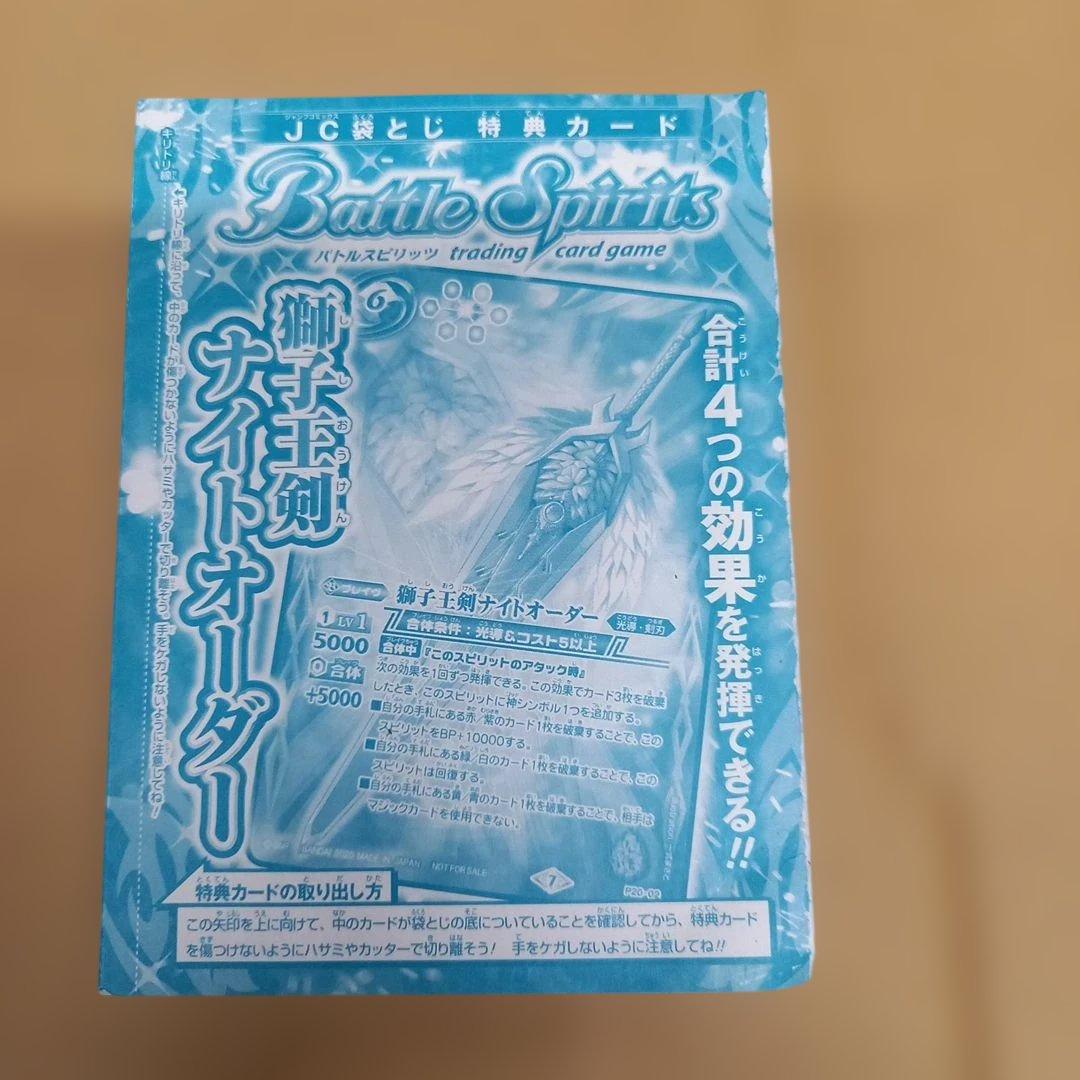 JC袋とじ 特典カード
Battle Spirits
バトルスピリッツ trading card game
獅子王剣
ナイトオーダー
合計4つの効果を発揮できる!!
キリトリ線
↑キリトリ線に沿って、中のカードが傷つかないようにハサミやカッターで切り離そう。手をケガしないように注意してね!
6
ブレイヴ
獅子王剣ナイトオーダー
光導・剣刃
合体条件:光導&コスト5以上
1 LV1
5000
合体
+5000
合体中『このスピリットのアタック時』
次の効果を1回ずつ発揮できる。この効果でカード3枚を破棄
したとき、このスピリットに神シンボル1つを追加する。
■自分の手札にある赤/紫のカード1枚を破棄することで、この
スピリットをBP+10000する。
■自分の手札にある緑/白のカード1枚を破棄することで、この
スピリットは回復する。
■自分の手札にある黄/青のカード1枚を破棄することで、相手は
マジックカードを使用できない。
BANDAI 2020 MADE IN JAPAN NOT FOR SALE
7
P20-02
特典カードの取り出し方
この矢印を上に向けて、中のカードが袋とじの底についていることを確認してから、特典カード
を傷つけないようにハサミやカッターで切り離そう! 手をケガしないように注意してね!!